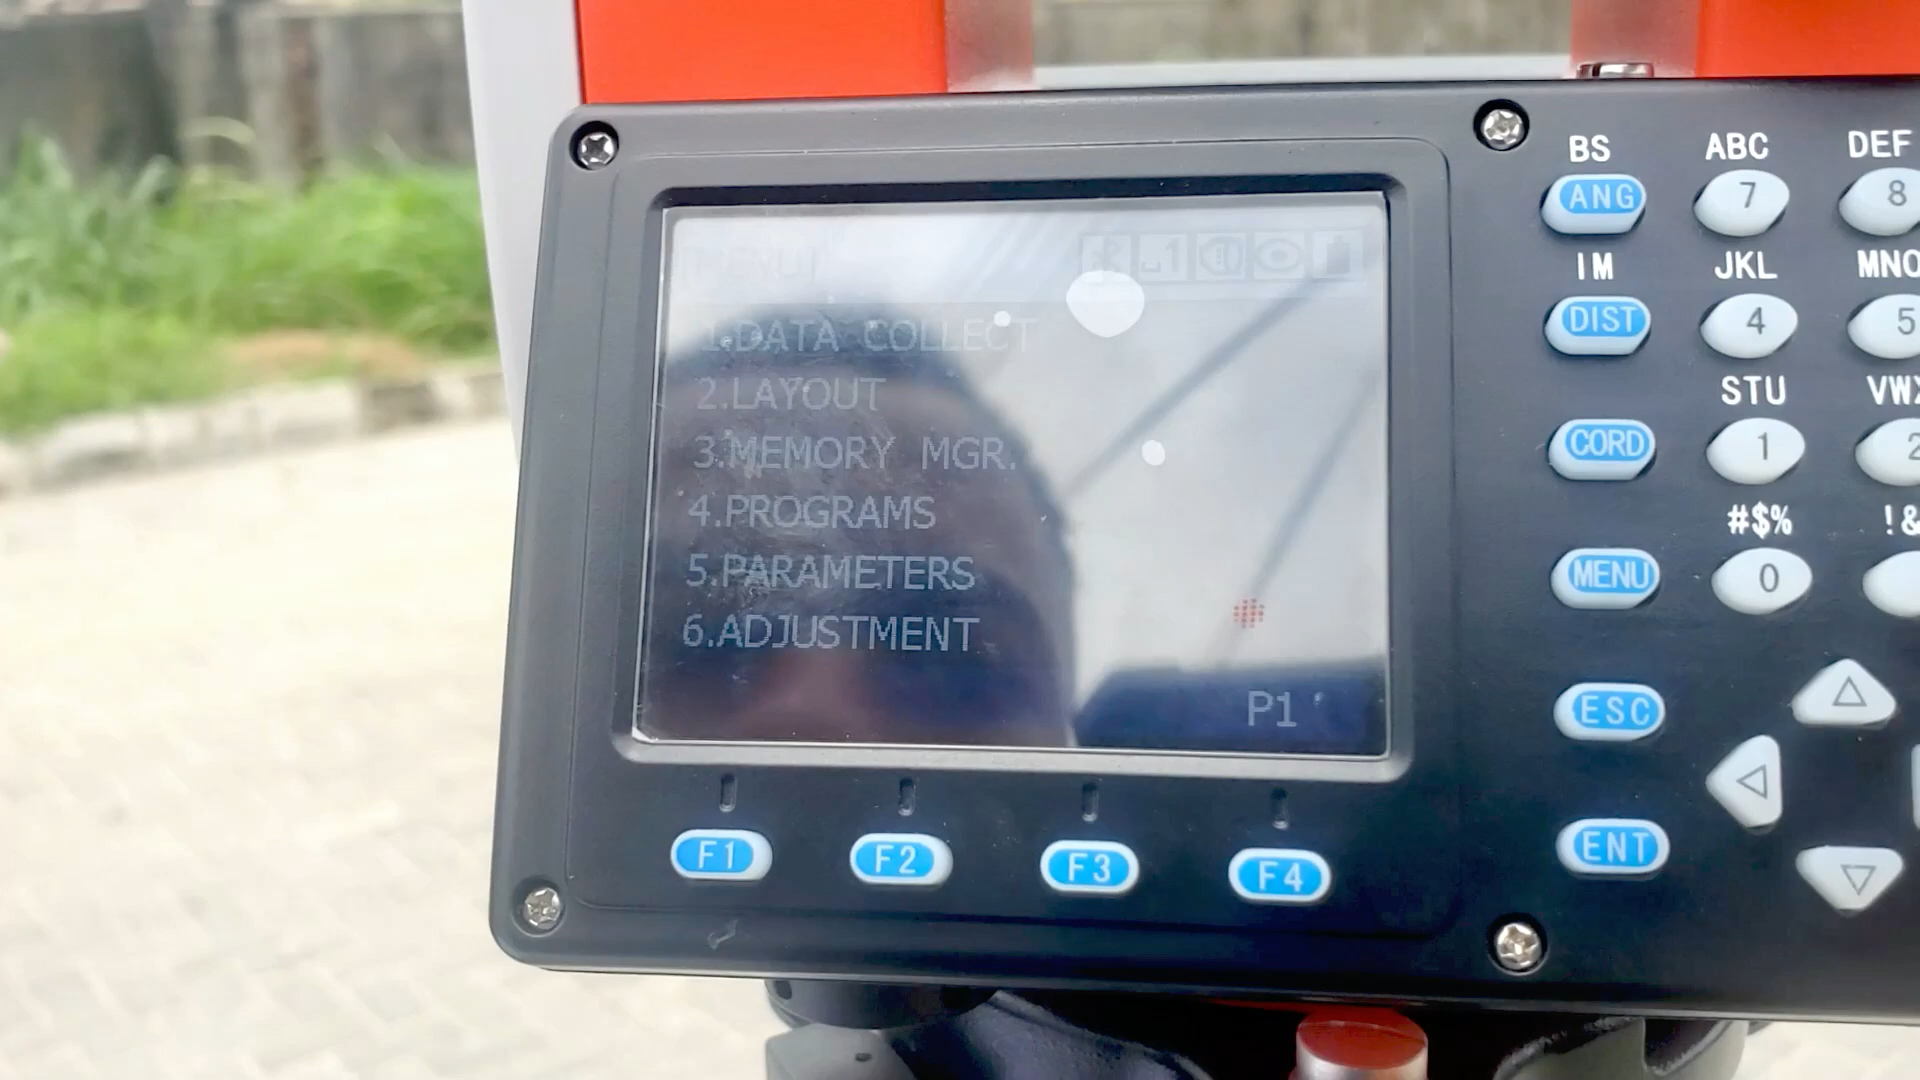 MENU
1.DATA COLLECT
2.LAYOUT
3.MEMORY MGR.
4.PROGRAMS
5.PARAMETERS
6.ADJUSTMENT
P1
F1 F2 F3 F4
BS ABC DEF
ANG 7 8
IM JKL MNO
DIST 4 5
STU VWX
CORD 1 2
#$% !&
MENU 0
ESC
ENT